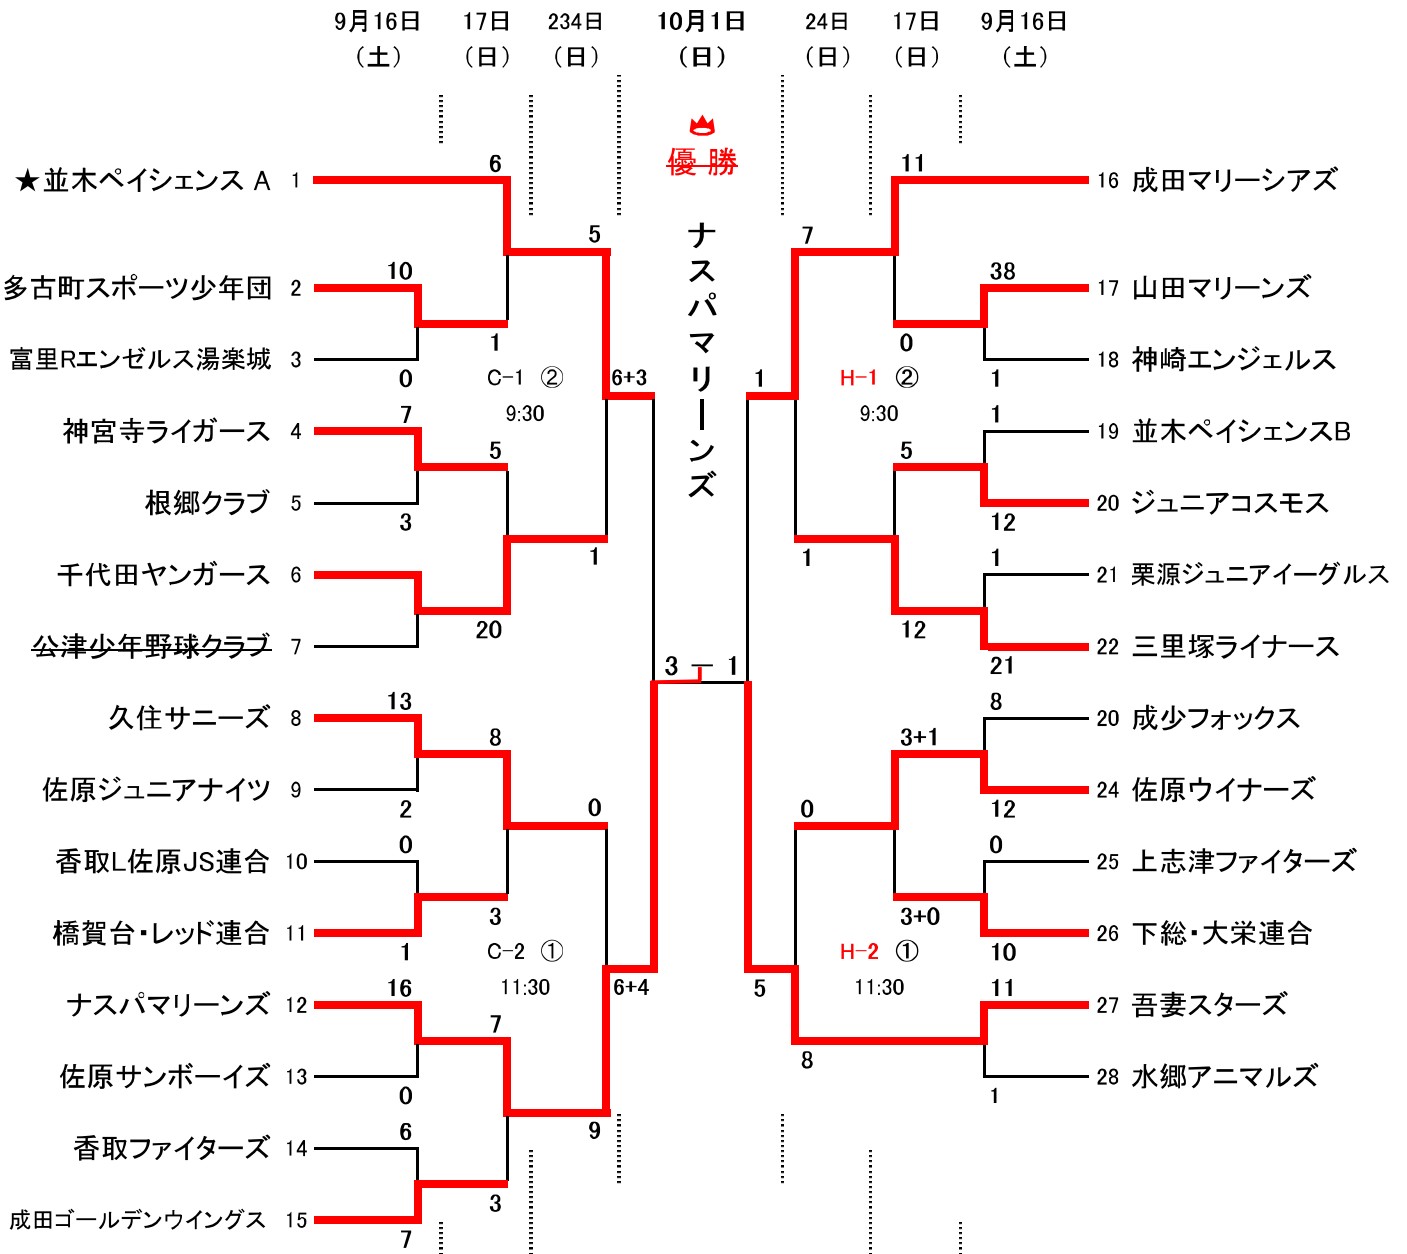 9月16日 17日 234日 10月1日 24日 17日 9月16日
(土) (日) (日) (日) (日) (日) (土)
優 勝
ナスパマリーンズ
6
★並木ペイシェンス A 1
5
10
多古町スポーツ少年団 2
1
富里Rエンゼルス湯楽城 3
0
C-1 ②
6+3
9:30
7
神宮寺ライガース 4
5
根郷クラブ 5
3
1
千代田ヤンガース 6
20
公津少年野球クラブ 7
3 ー 1
13
久住サニーズ 8
8
佐原ジュニアナイツ 9
2
0
0
香取L佐原JS連合 10
3
橋賀台・レッド連合 11
1
C-2 ①
11:30
6+4
16
ナスパマリーンズ 12
7
佐原サンボーイズ 13
0
9
6
香取ファイターズ 14
3
成田ゴールデンウイングス 15
7
11
16 成田マリーシアズ
7
38
17 山田マリーンズ
0
18 神崎エンジェルス
1
1
H-1 ②
9:30
1
19 並木ペイシェンスB
5
20 ジュニアコスモス
12
1
1
21 栗源ジュニアイーグルス
12
22 三里塚ライナース
21
8
20 成少フォックス
3+1
24 佐原ウイナーズ
12
0
0
25 上志津ファイターズ
3+0
26 下総・大栄連合
10
H-2 ①
11:30
5
11
27 吾妻スターズ
8
28 水郷アニマルズ
1